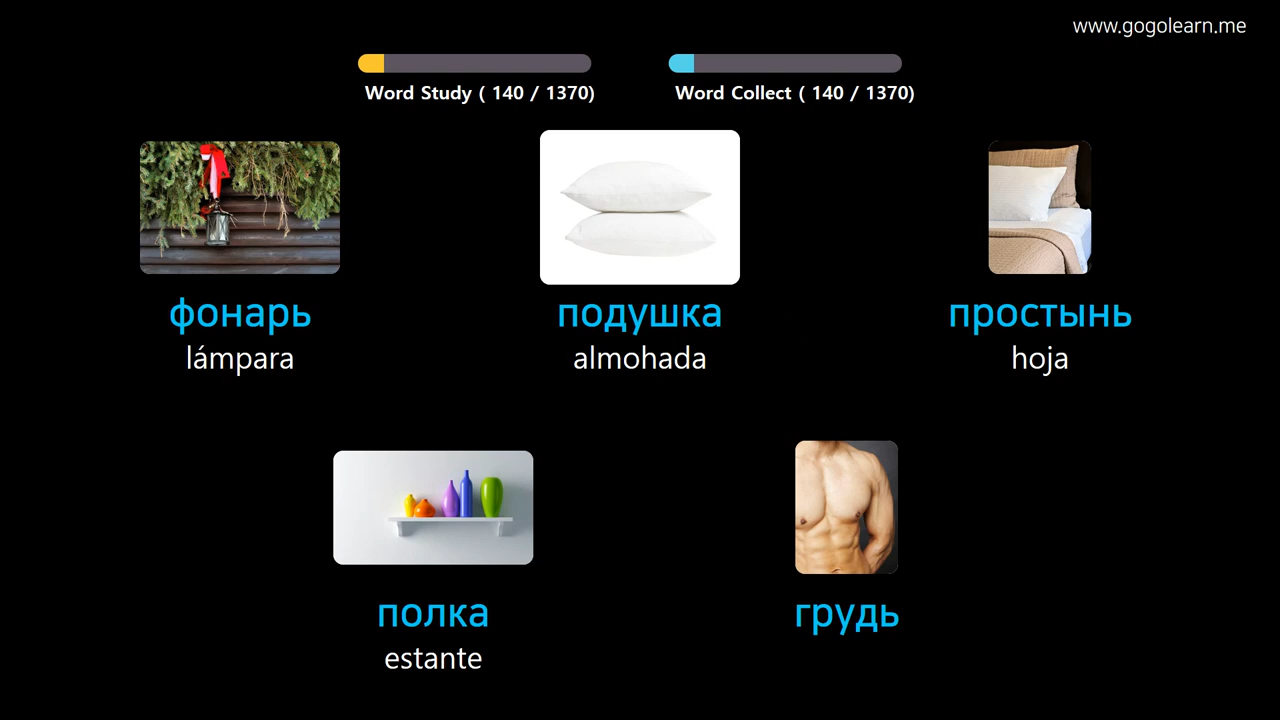 www.gogolearn.me
Word Study ( 140 / 1370)
Word Collect ( 140 / 1370)
фонарь
lámpara
подушка
almohada
простынь
hoja
полка
estante
грудь